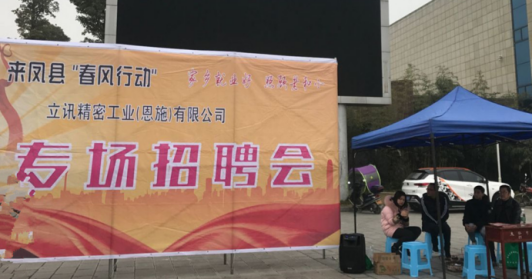 来凤县“春风行动”
立讯精密工业(恩施)有限公司
专场招聘会